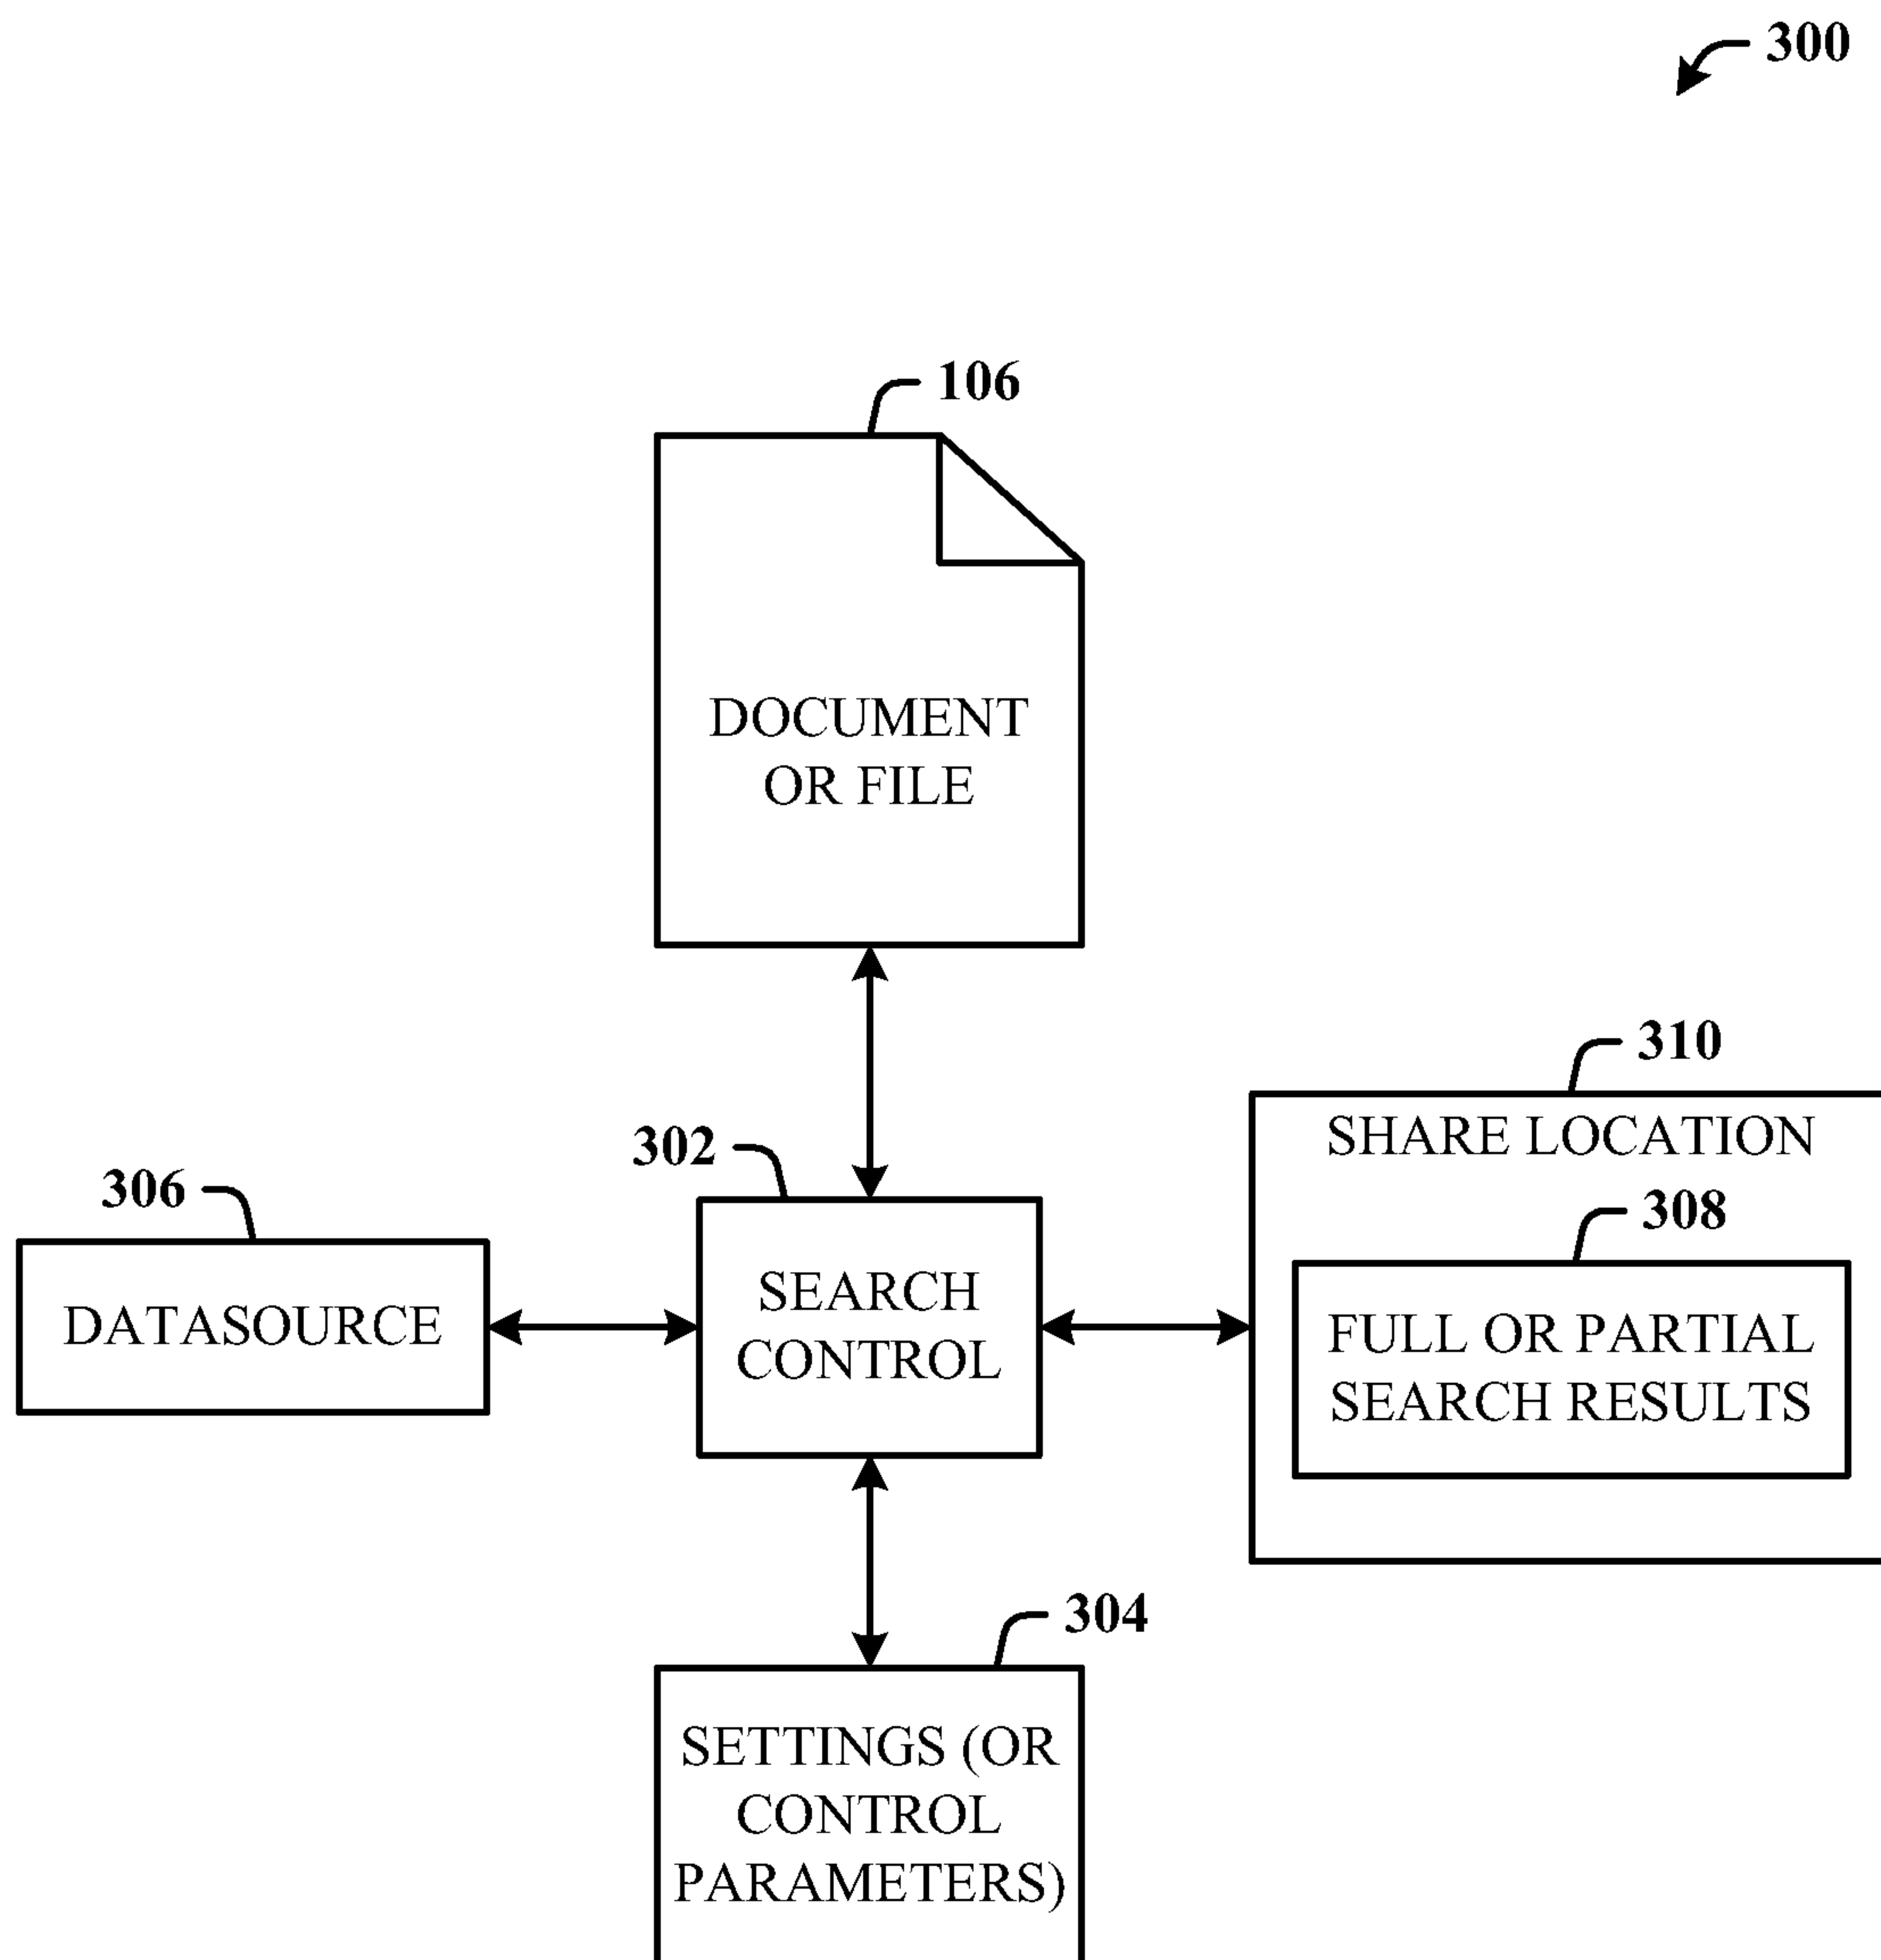 300
106
DOCUMENT
OR FILE
310
SHARE LOCATION
302
306
308
SEARCH
CONTROL
DATASOURCE
FULL OR PARTIAL
SEARCH RESULTS
304
SETTINGS (OR
CONTROL
PARAMETERS)